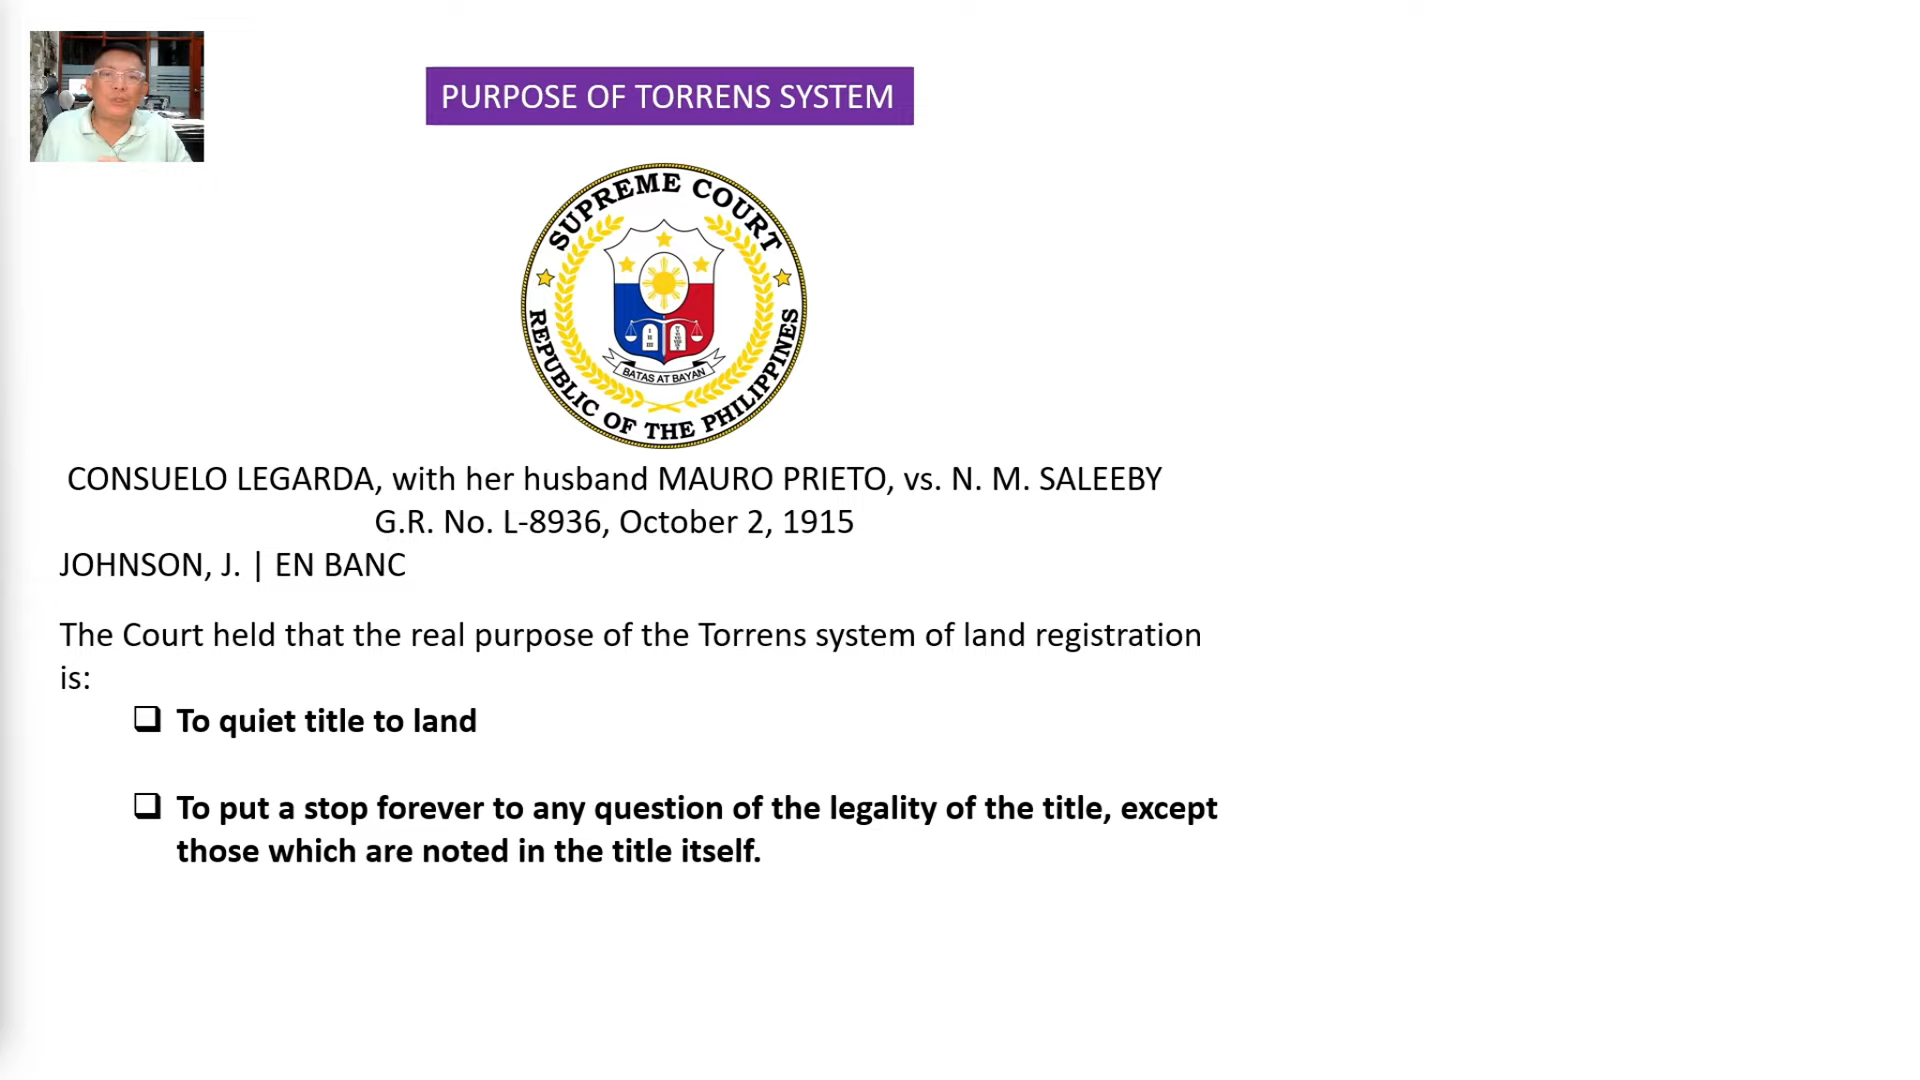 PURPOSE OF TORRENS SYSTEM
SUPREME COURT
REPUBLIC OF THE PHILIPPINES
BATAS AT BAYAN
CONSUELO LEGARDA, with her husband MAURO PRIETO, vs. N. M. SALEEBY
G.R. No. L-8936, October 2, 1915
JOHNSON, J. | EN BANC
The Court held that the real purpose of the Torrens system of land registration
is:
❑ To quiet title to land
❑ To put a stop forever to any question of the legality of the title, except
those which are noted in the title itself.